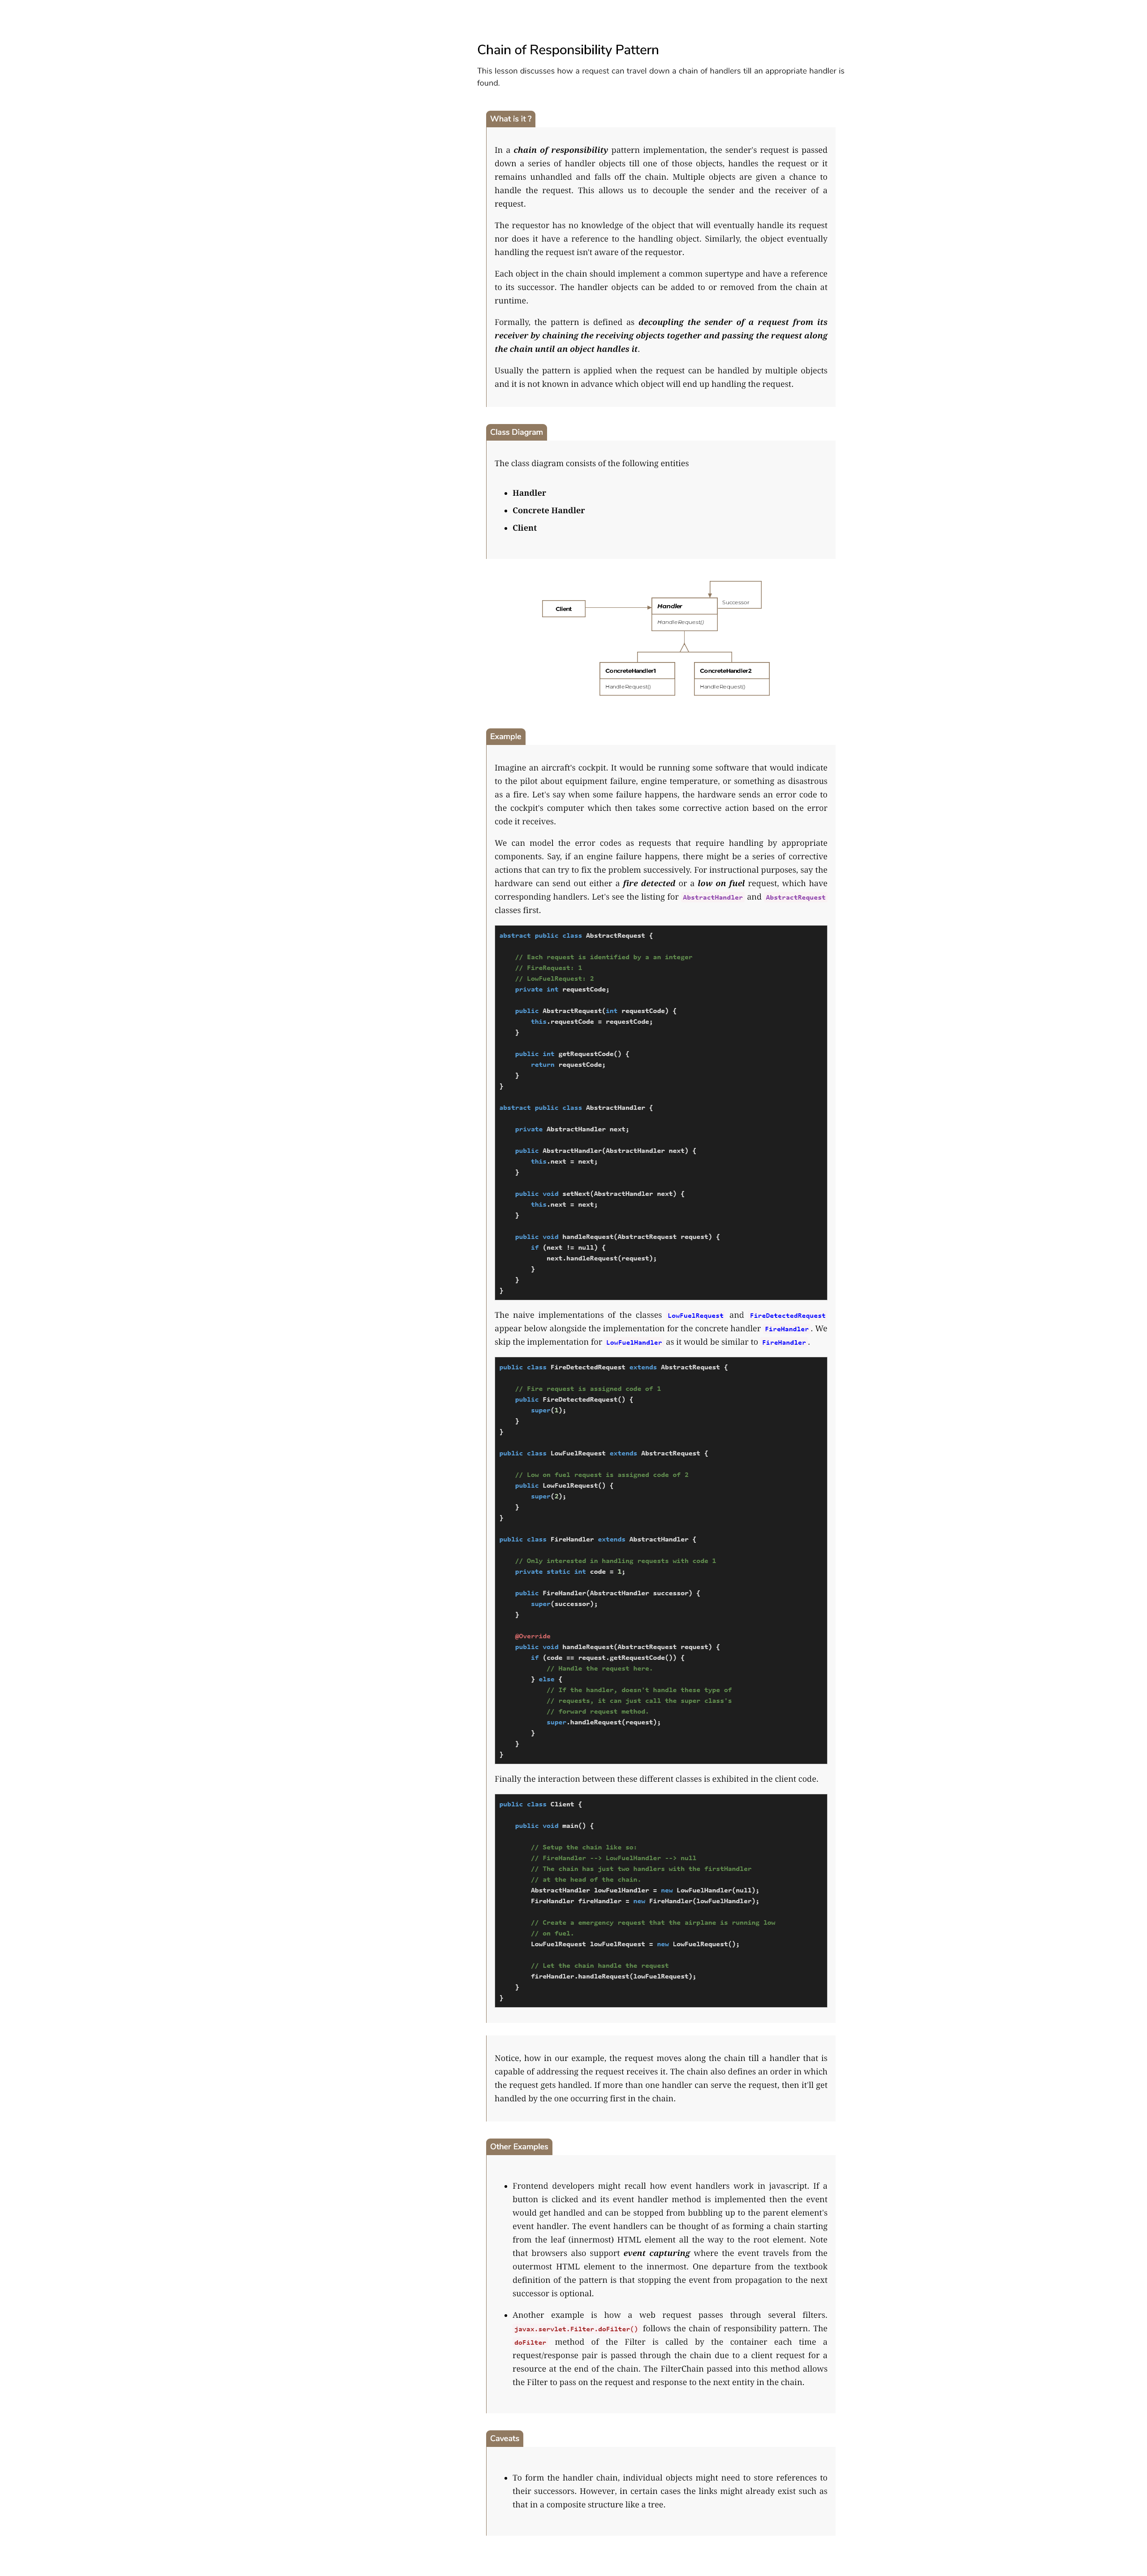 Chain of Responsibility Pattern
This lesson discusses how a request can travel down a chain of handlers till an appropriate handler is
found.
What is it ?
In a chain of responsibility pattern implementation, the sender's request is passed
down a series of handler objects till one of those objects, handles the request or it
remains unhandled and falls off the chain. Multiple objects are given a chance to
handle the request. This allows us to decouple the sender and the receiver of a
request.
The requestor has no knowledge of the object that will eventually handle its request
nor does it have a reference to the handling object. Similarly, the object eventually
handling the request isn't aware of the requestor.
Each object in the chain should implement a common supertype and have a reference
to its successor. The handler objects can be added to or removed from the chain at
runtime.
Formally, the pattern is defined as decoupling the sender of a request from its
receiver by chaining the receiving objects together and passing the request along
the chain until an object handles it.
Usually the pattern is applied when the request can be handled by multiple objects
and it is not known in advance which object will end up handling the request.
Class Diagram
The class diagram consists of the following entities
• Handler
• Concrete Handler
• Client
Client
Handler
Successor
HandleRequest()
ConcreteHandler1
ConcreteHandler2
HandleRequest()
HandleRequest()
Example
Imagine an aircraft's cockpit. It would be running some software that would indicate
to the pilot about equipment failure, engine temperature, or something as disastrous
as a fire. Let's say when some failure happens, the hardware sends an error code to
the cockpit's computer which then takes some corrective action based on the error
code it receives.
We can model the error codes as requests that require handling by appropriate
components. Say, if an engine failure happens, there might be a series of corrective
actions that can try to fix the problem successively. For instructional purposes, say the
hardware can send out either a fire detected or a low on fuel request, which have
corresponding handlers. Let's see the listing for AbstractHandler and AbstractRequest
classes first.
abstract public class AbstractRequest {
// Each request is identified by a an integer
// FireRequest: 1
// LowFuelRequest: 2
private int requestCode;
public AbstractRequest(int requestCode) {
this.requestCode = requestCode;
}
public int getRequestCode() {
return requestCode;
}
}
abstract public class AbstractHandler {
private AbstractHandler next;
public AbstractHandler(AbstractHandler next) {
this.next = next;
}
public void setNext(AbstractHandler next) {
this.next = next;
}
public void handleRequest(AbstractRequest request) {
if (next != null) {
next.handleRequest(request);
}
}
}
The naive implementations of the classes LowFuelRequest and FireDetectedRequest
appear below alongside the implementation for the concrete handler FireHandler. We
skip the implementation for LowFuelHandler as it would be similar to FireHandler.
public class FireDetectedRequest extends AbstractRequest {
// Fire request is assigned code of 1
public FireDetectedRequest() {
super(1);
}
}
public class LowFuelRequest extends AbstractRequest {
// Low on fuel request is assigned code of 2
public LowFuelRequest() {
super(2);
}
}
public class FireHandler extends AbstractHandler {
// Only interested in handling requests with code 1
private static int code = 1;
public FireHandler(AbstractHandler successor) {
super(successor);
}
@Override
public void handleRequest(AbstractRequest request) {
if (code == request.getRequestCode()) {
// Handle the request here.
} else {
// If the handler, doesn't handle these type of
// requests, it can just call the super class's
// forward request method.
super.handleRequest(request);
}
}
}
Finally the interaction between these different classes is exhibited in the client code.
public class Client {
public void main() {
// Setup the chain like so:
// FireHandler --> LowFuelHandler --> null
// The chain has just two handlers with the firstHandler
// at the head of the chain.
AbstractHandler lowFuelHandler = new LowFuelHandler(null);
FireHandler fireHandler = new FireHandler(lowFuelHandler);
// Create a emergency request that the airplane is running low
// on fuel.
LowFuelRequest lowFuelRequest = new LowFuelRequest();
// Let the chain handle the request
fireHandler.handleRequest(lowFuelRequest);
}
}
Notice, how in our example, the request moves along the chain till a handler that is
capable of addressing the request receives it. The chain also defines an order in which
the request gets handled. If more than one handler can serve the request, then it'll get
handled by the one occurring first in the chain.
Other Examples
• Frontend developers might recall how event handlers work in javascript. If a
button is clicked and its event handler method is implemented then the event
would get handled and can be stopped from bubbling up to the parent element's
event handler. The event handlers can be thought of as forming a chain starting
from the leaf (innermost) HTML element all the way to the root element. Note
that browsers also support event capturing where the event travels from the
outermost HTML element to the innermost. One departure from the textbook
definition of the pattern is that stopping the event from propagation to the next
successor is optional.
• Another example is how a web request passes through several filters.
javax.servlet.Filter.doFilter() follows the chain of responsibility pattern. The
doFilter method of the Filter is called by the container each time a
request/response pair is passed through the chain due to a client request for a
resource at the end of the chain. The FilterChain passed into this method allows
the Filter to pass on the request and response to the next entity in the chain.
Caveats
• To form the handler chain, individual objects might need to store references to
their successors. However, in certain cases the links might already exist such as
that in a composite structure like a tree.